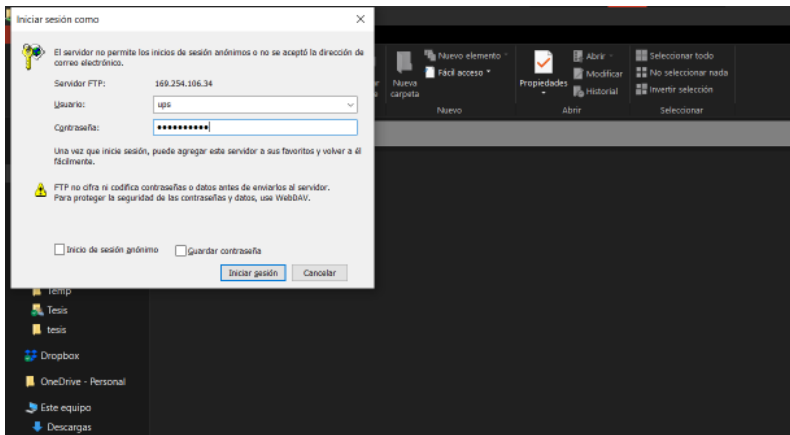 Iniciar sesión como
El servidor no permite los inicios de sesión anónimos o no se aceptó la dirección de
correo electrónico.
Servidor FTP: 169.254.106.34
Usuario: ups
Contraseña: ••••••••••
Una vez que inicie sesión, puede agregar este servidor a sus favoritos y volver a él
fácilmente.
FTP no cifra ni codifica contraseñas o datos antes de enviarlos al servidor.
Para proteger la seguridad de las contraseñas y datos, use WebDAV.
Inicio de sesión anónimo Guardar contraseña
Iniciar sesión Cancelar
Nueva
carpeta
Nuevo elemento
Fácil acceso
Nuevo
Propiedades
Abrir
Modificar
Historial
Abrir
Seleccionar todo
No seleccionar nada
Invertir selección
Seleccionar
Temp
Tesis
tesis
Dropbox
OneDrive - Personal
Este equipo
Descargas